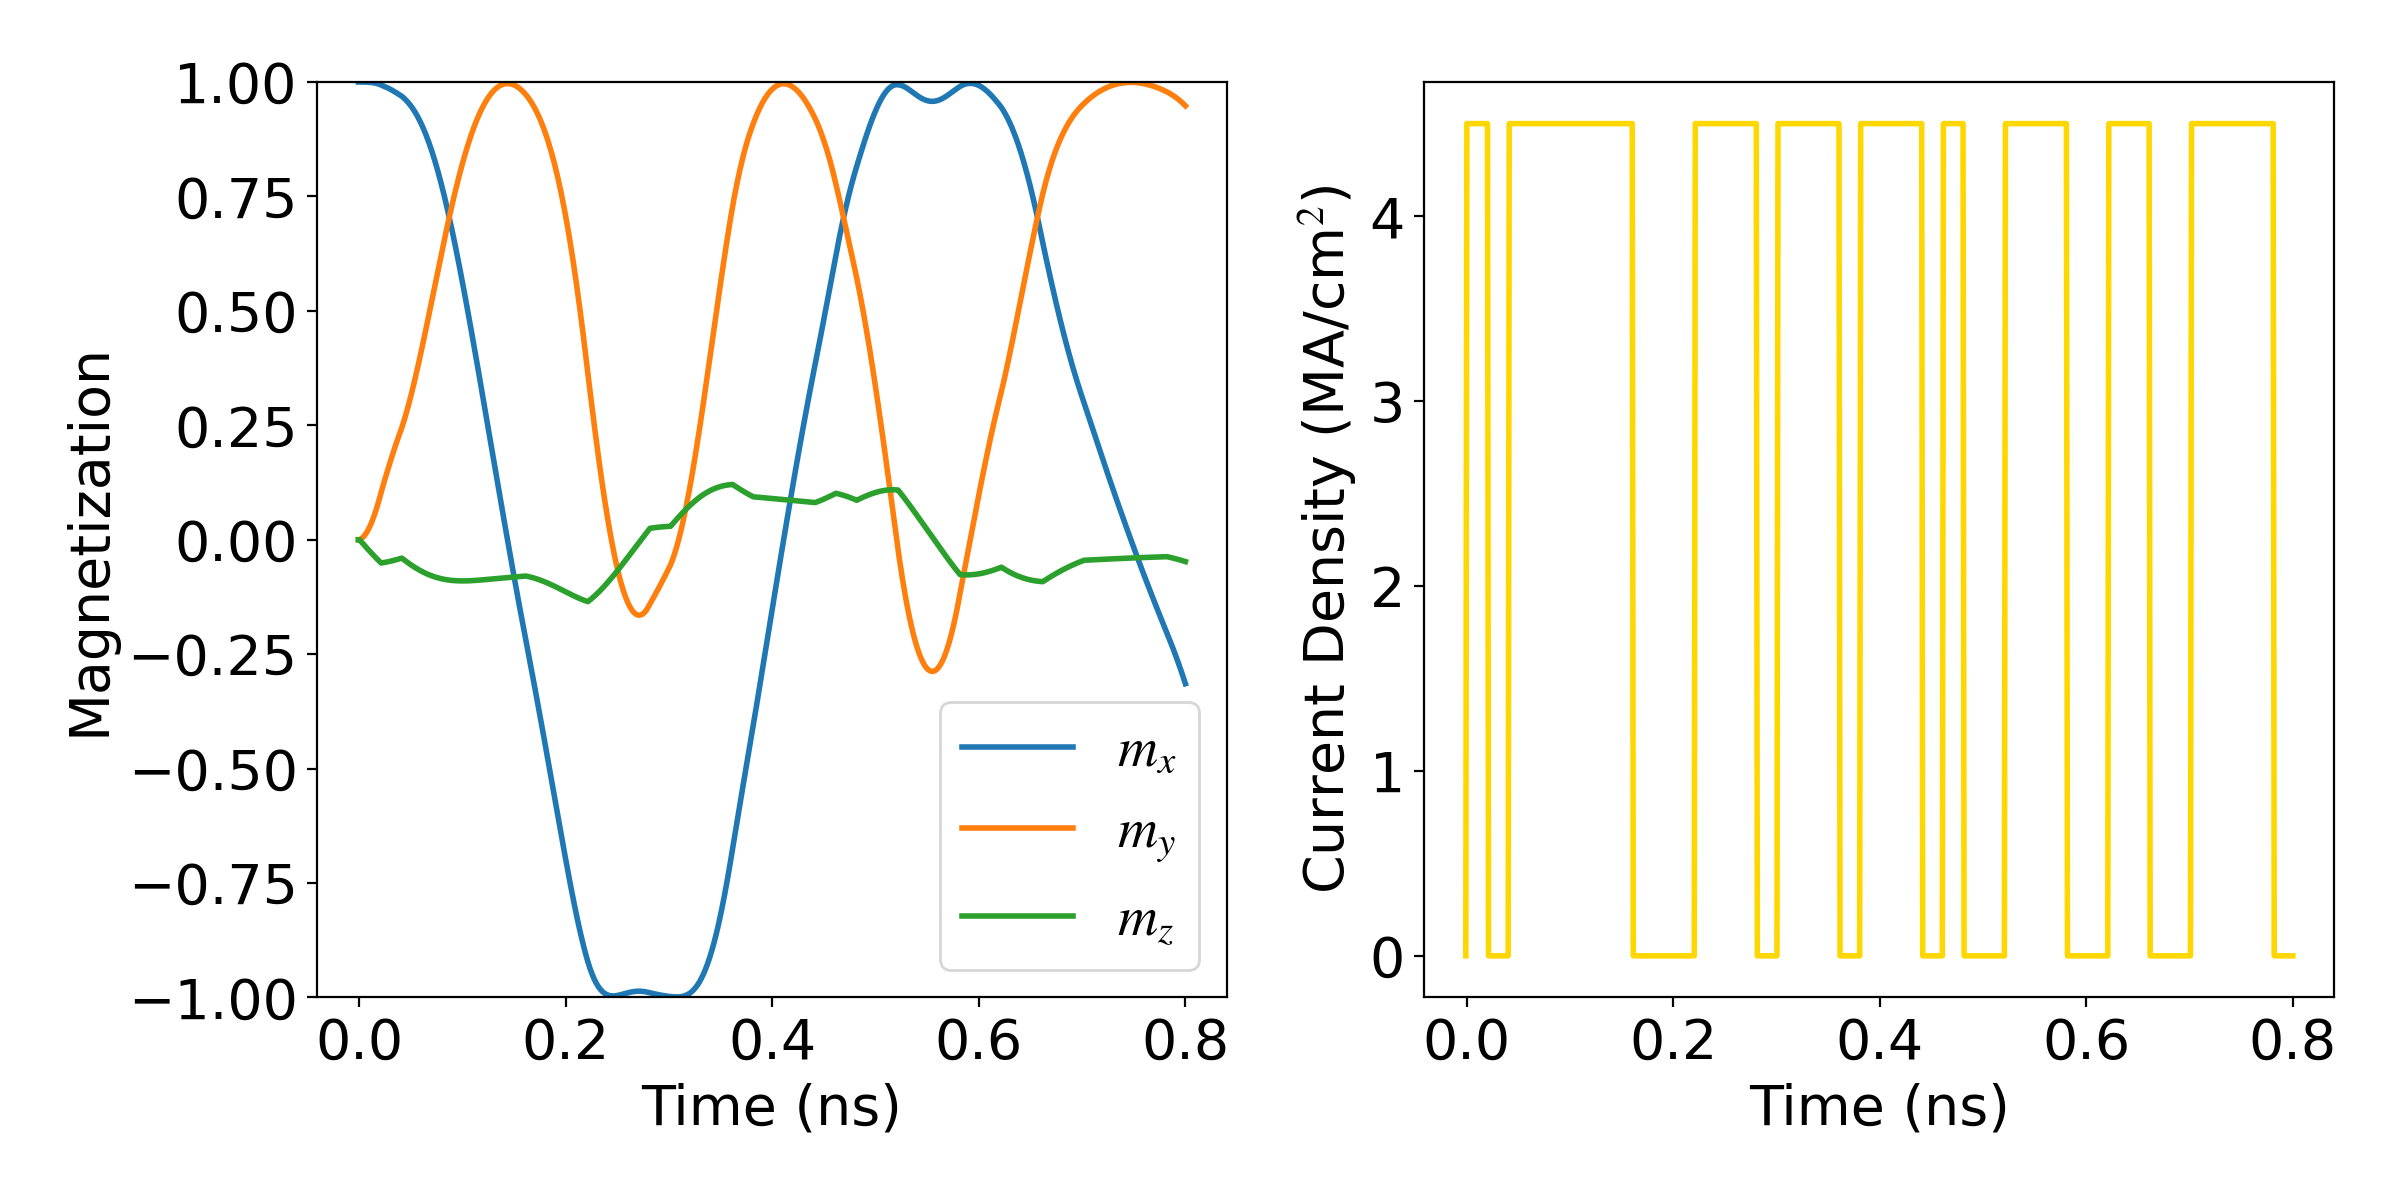 1.00
0.75
0.50
0.25
0.00
−0.25
−0.50
−0.75
−1.00
Magnetization
0.0 0.2 0.4 0.6 0.8
Time (ns)
m_x
m_y
m_z
4
3
2
1
0
Current Density (MA/cm²)
0.0 0.2 0.4 0.6 0.8
Time (ns)